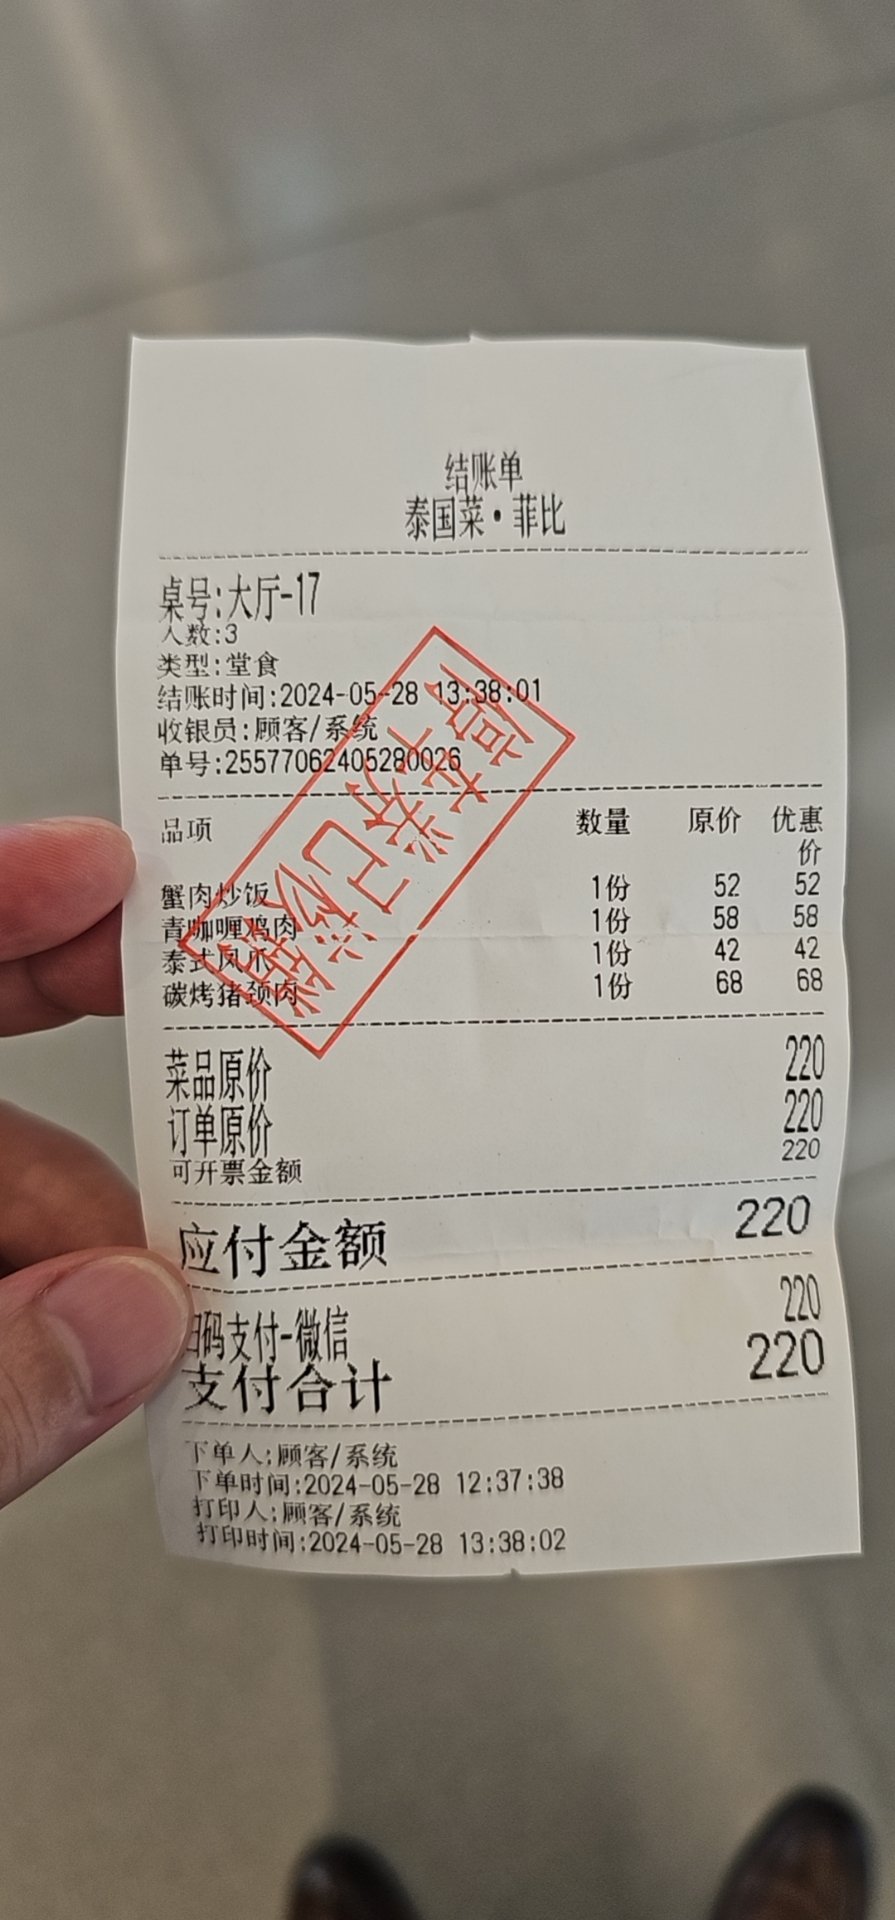 结账单
泰国菜•菲比
桌号:大厅-17
人数:3
类型:堂食
结账时间:2024-05-28 13:38:01
收银员:顾客/系统
单号:25577062405280026
品项 数量 原价 优惠价
蟹肉炒饭 1份 52 52
青咖喱鸡肉 1份 58 58
泰式凤爪 1份 42 42
碳烤猪颈肉 1份 68 68
菜品原价 220
订单原价 220
可开票金额 220
应付金额 220
扫码支付-微信 220
支付合计 220
下单人:顾客/系统
下单时间:2024-05-28 12:37:38
打印人:顾客/系统
打印时间:2024-05-28 13:38:02